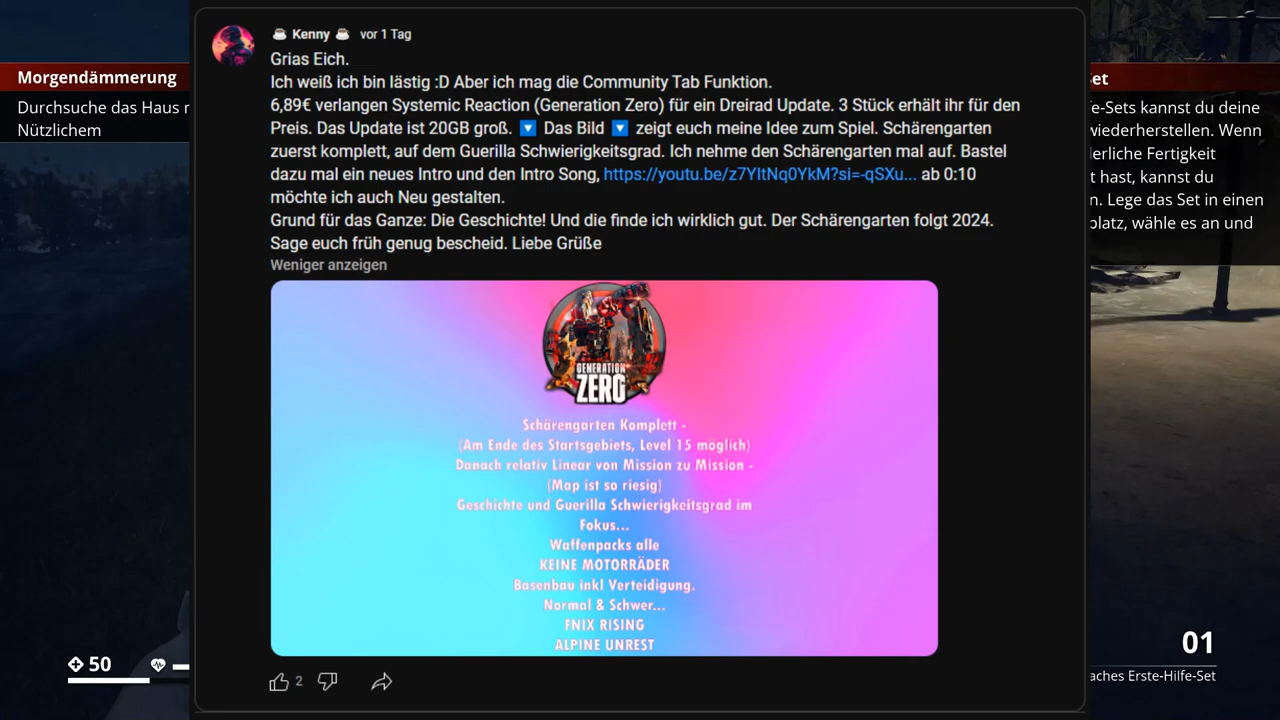 ☕ Kenny ☕ vor 1 Tag
Grias Eich.
Ich weiß ich bin lästig :D Aber ich mag die Community Tab Funktion.
6,89€ verlangen Systemic Reaction (Generation Zero) für ein Dreirad Update. 3 Stück erhält ihr für den
Preis. Das Update ist 20GB groß. 🔽 Das Bild 🔽 zeigt euch meine Idee zum Spiel. Schärengarten
zuerst komplett, auf dem Guerilla Schwierigkeitsgrad. Ich nehme den Schärengarten mal auf. Bastel
dazu mal ein neues Intro und den Intro Song, https://youtu.be/z7YItNq0YkM?si=-qSXu... ab 0:10
möchte ich auch Neu gestalten.
Grund für das Ganze: Die Geschichte! Und die finde ich wirklich gut. Der Schärengarten folgt 2024.
Sage euch früh genug bescheid. Liebe Grüße
Weniger anzeigen
GENERATION
ZERO
Schärengarten Komplett -
(Am Ende des Startsgebiets, Level 15 möglich)
Danach relativ Linear von Mission zu Mission -
(Map ist so riesig)
Geschichte und Guerilla Schwierigkeitsgrad im
Fokus...
Waffenpacks alle
KEINE MOTORRÄDER
Basenbau inkl Verteidigung.
Normal & Schwer...
FNIX RISING
ALPINE UNREST
2
Morgendämmerung
Durchsuche das Haus n
Nützlichem
et
e-Sets kannst du deine
wiederherstellen. Wenn
erliche Fertigkeit
t hast, kannst du
n. Lege das Set in einen
platz, wähle es an und
50
01
aches Erste-Hilfe-Set